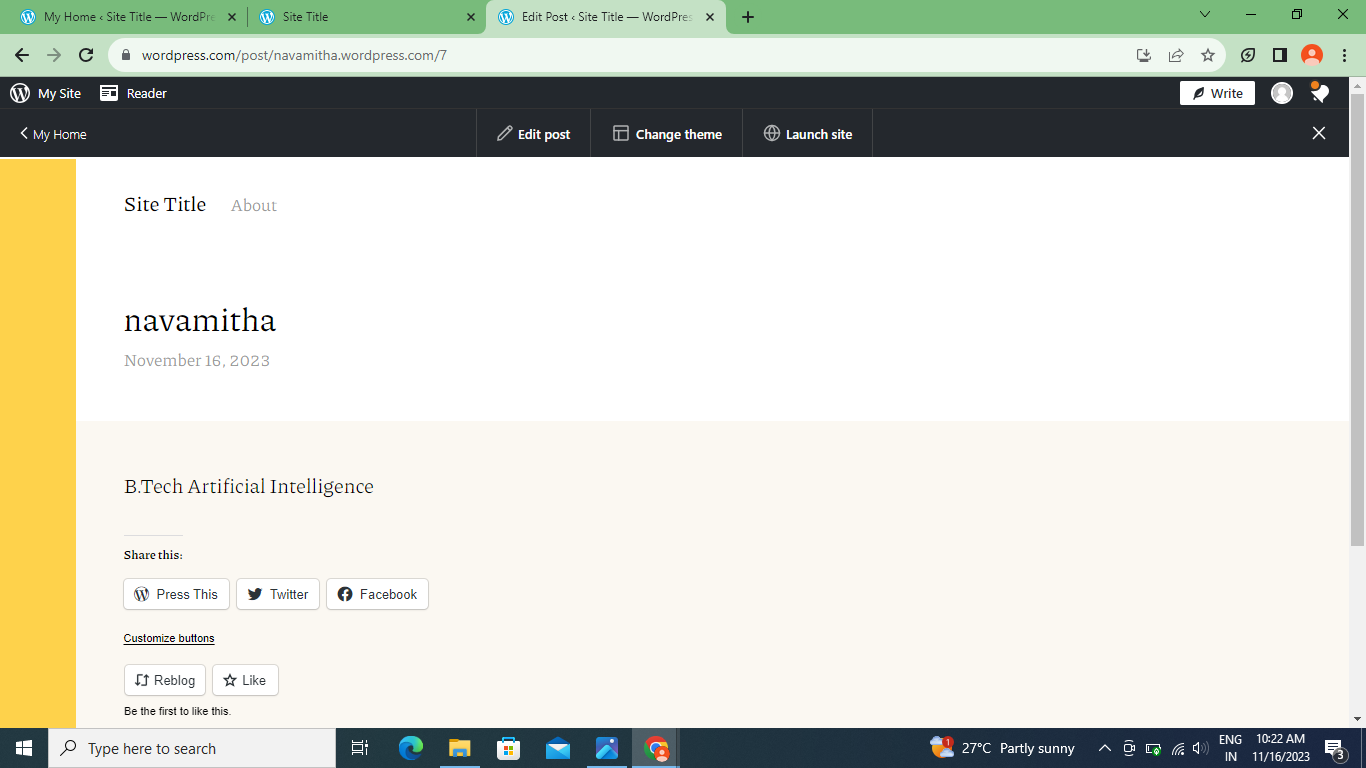 My Home ‹ Site Title — WordPre
Site Title
Edit Post ‹ Site Title — WordPres
wordpress.com/post/navamitha.wordpress.com/7
My Site
Reader
Write
My Home
Edit post
Change theme
Launch site
Site Title
About
navamitha
November 16, 2023
B.Tech Artificial Intelligence
Share this:
Press This
Twitter
Facebook
Customize buttons
Reblog
Like
Be the first to like this.
Type here to search
1
27°C Partly sunny
ENG
IN
10:22 AM
11/16/2023
3